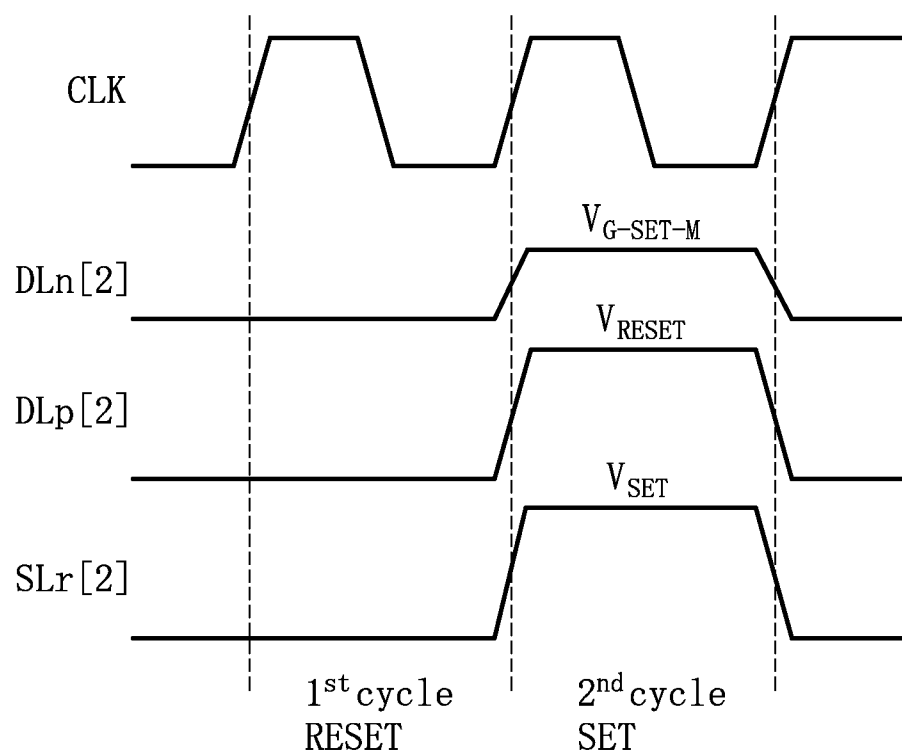 CLK
V_G-SET-M
DLn[2]
V_RESET
DLp[2]
V_SET
SLr[2]
1st cycle
RESET
2nd cycle
SET